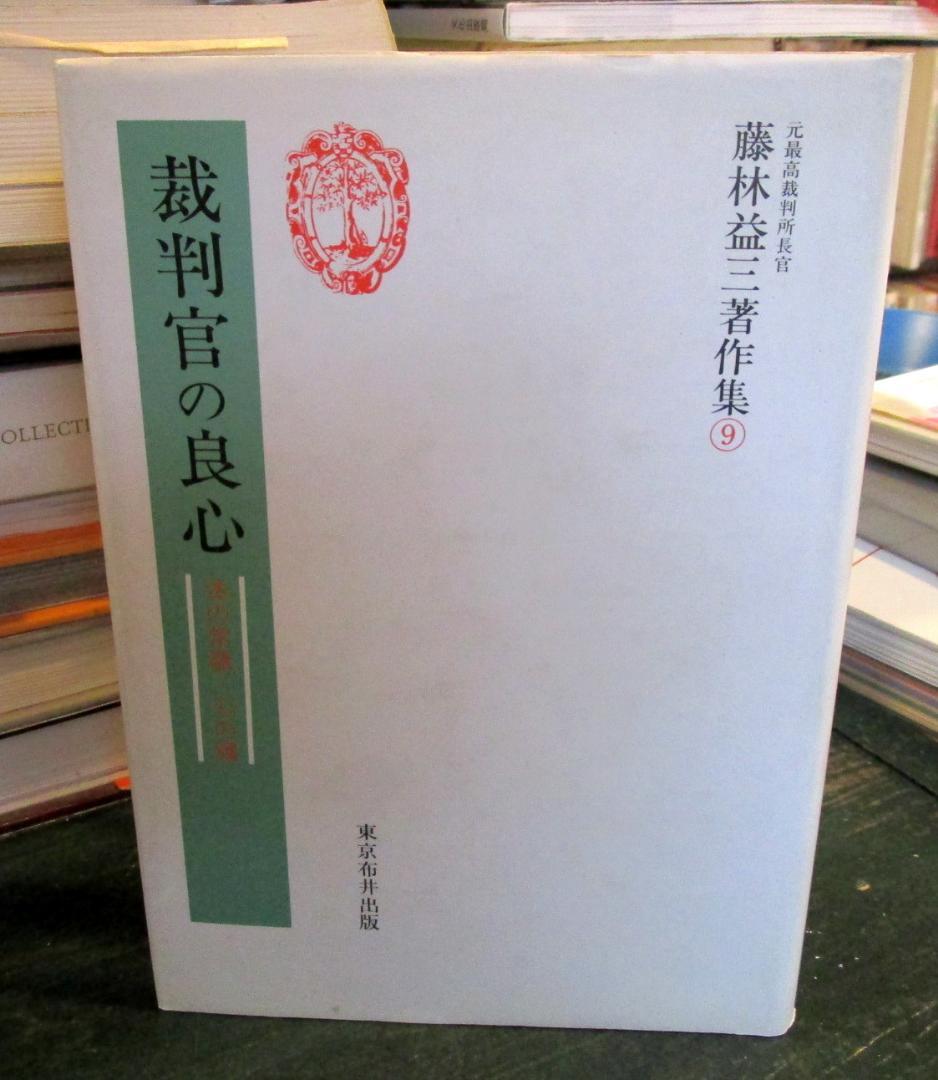 元最高裁判所長官
藤林益三著作集⑨
裁判官の良心
東京布井出版
OLLECTI